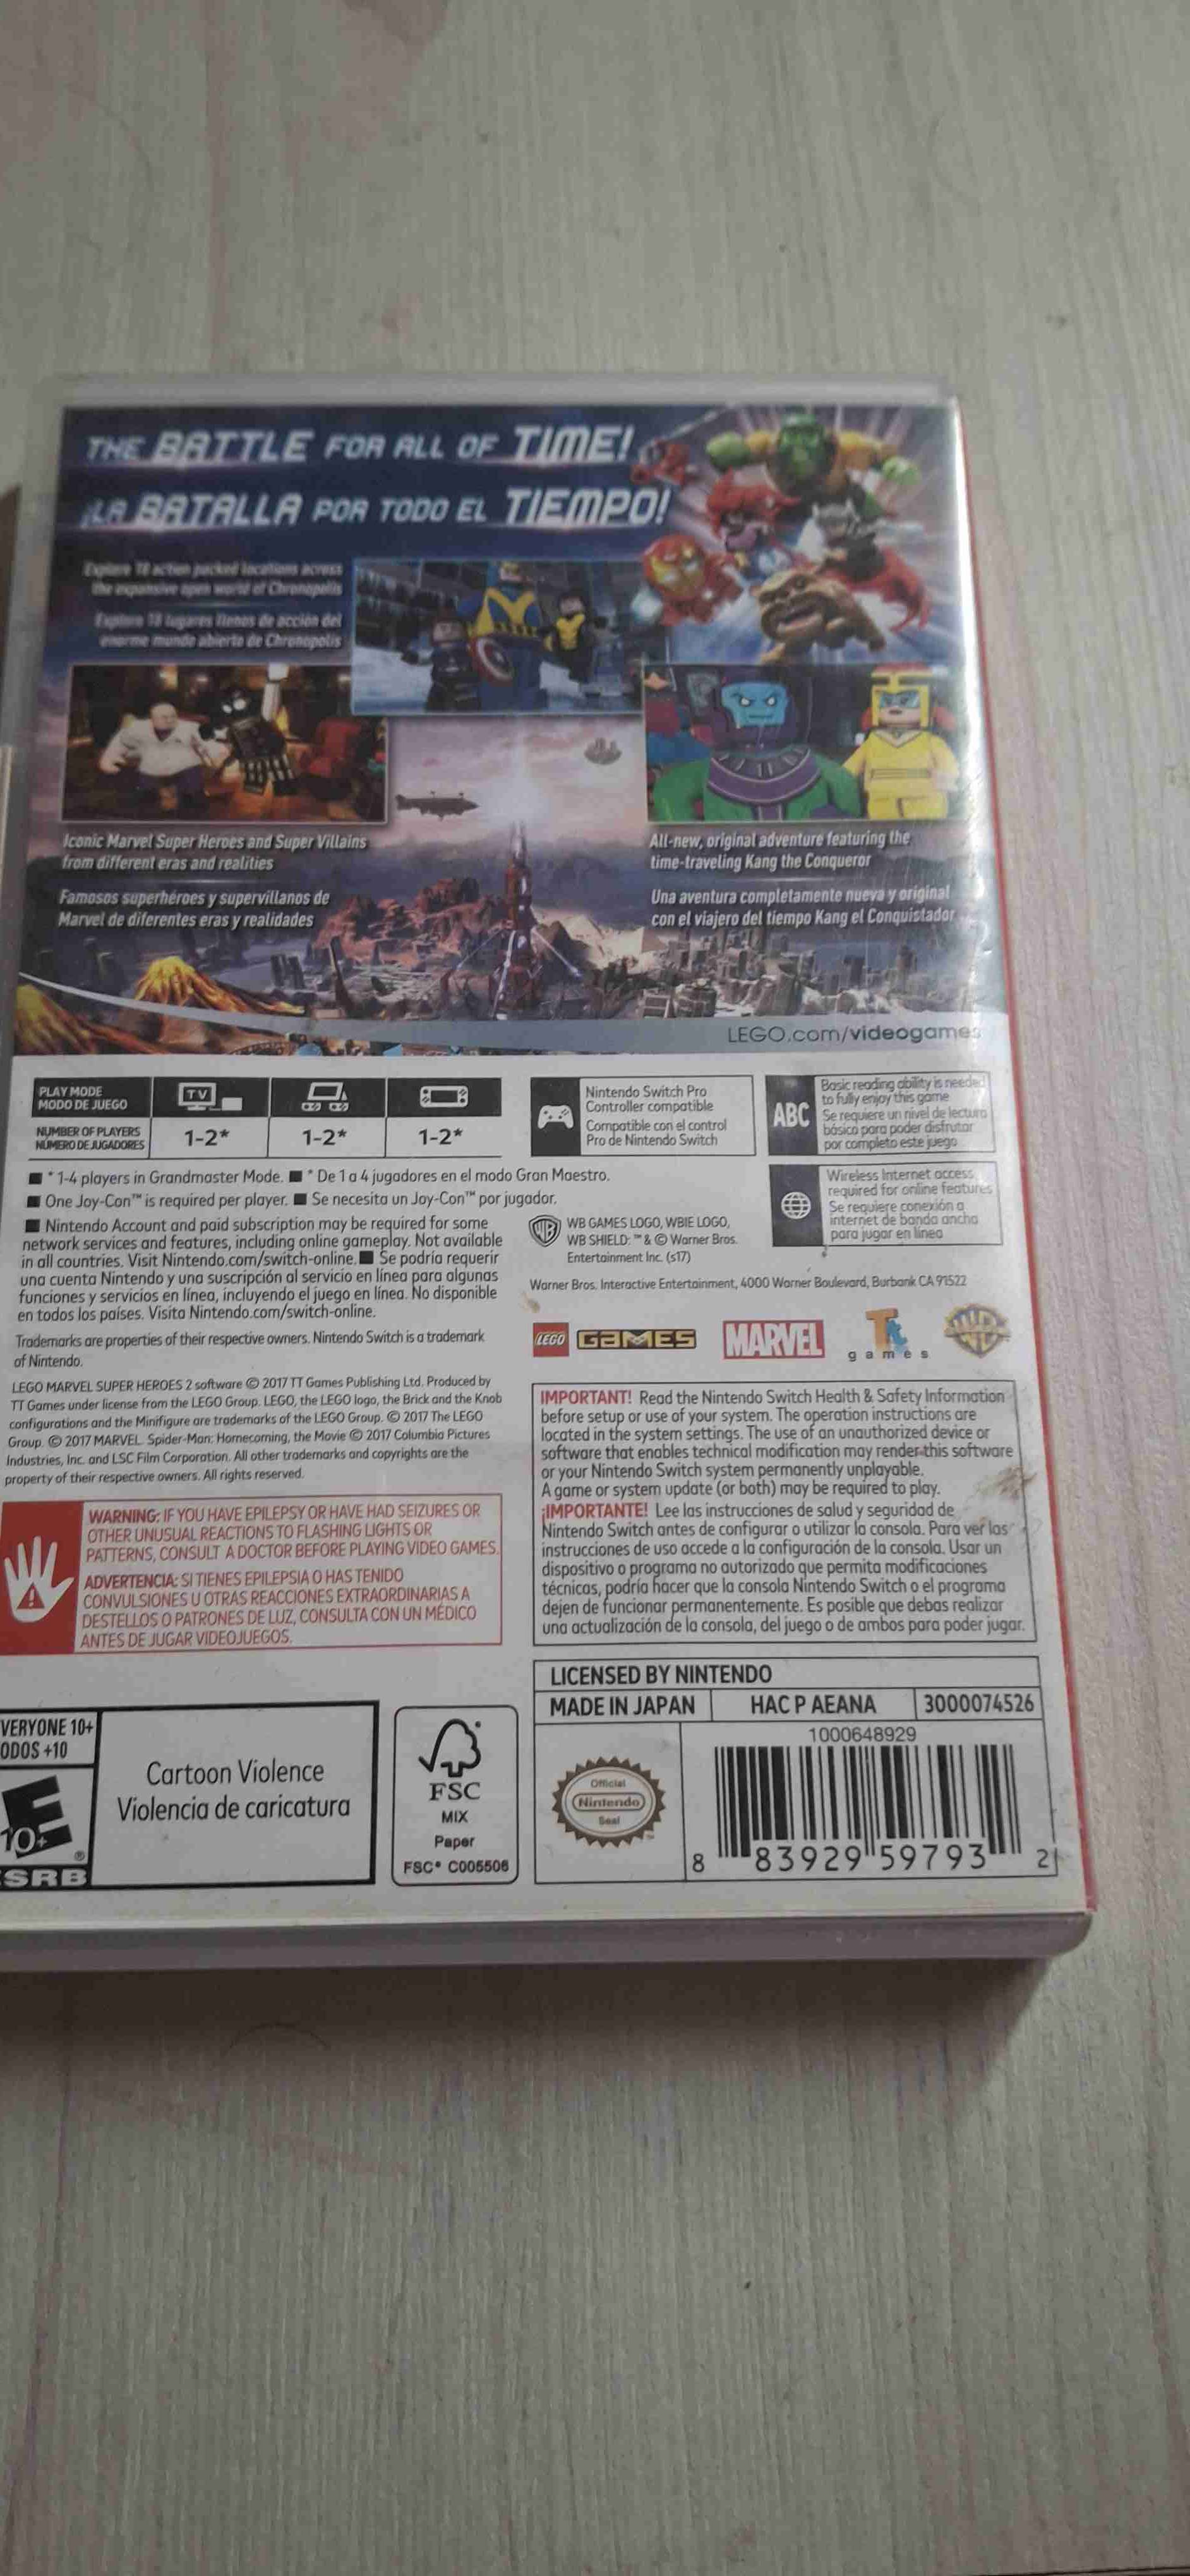 THE BATTLE FOR ALL OF TIME!
¡LA BATALLA POR TODO EL TIEMPO!
Explore 18 action packed locations across
the expansive open world of Chronopolis
Explora 18 lugares llenos de acción del
enorme mundo abierto de Chronopolis
Iconic Marvel Super Heroes and Super Villains
from different eras and realities
Famosos superhéroes y supervillanos de
Marvel de diferentes eras y realidades
All-new, original adventure featuring the
time-traveling Kang the Conqueror
Una aventura completamente nueva y original
con el viajero del tiempo Kang el Conquistador
LEGO.com/videogames
PLAY MODE
MODO DE JUEGO
TV
NUMBER OF PLAYERS
NÚMERO DE JUGADORES
1-2* 1-2* 1-2*
Nintendo Switch Pro
Controller compatible
Compatible con el control
Pro de Nintendo Switch
ABC
Basic reading ability is needed
to fully enjoy this game
Se requiere un nivel de lectura
básico para poder disfrutar
por completo este juego
■ * 1-4 players in Grandmaster Mode. ■ * De 1 a 4 jugadores en el modo Gran Maestro.
■ One Joy-Con™ is required per player. ■ Se necesita un Joy-Con™ por jugador.
■ Nintendo Account and paid subscription may be required for some
network services and features, including online gameplay. Not available
in all countries. Visit Nintendo.com/switch-online. ■ Se podría requerir
una cuenta Nintendo y una suscripción al servicio en línea para algunas
funciones y servicios en línea, incluyendo el juego en línea. No disponible
en todos los países. Visita Nintendo.com/switch-online.
Wireless Internet access
required for online features
Se requiere conexión a
internet de banda ancha
para jugar en línea
WB GAMES LOGO, WBIE LOGO,
WB SHIELD: ™ & © Warner Bros.
Entertainment Inc. (s17)
Warner Bros. Interactive Entertainment, 4000 Warner Boulevard, Burbank CA 91522
Trademarks are properties of their respective owners. Nintendo Switch is a trademark
of Nintendo.
LEGO GAMES MARVEL Tt games WB
LEGO MARVEL SUPER HEROES 2 software © 2017 TT Games Publishing Ltd. Produced by
TT Games under license from the LEGO Group. LEGO, the LEGO logo, the Brick and the Knob
configurations and the Minifigure are trademarks of the LEGO Group. © 2017 The LEGO
Group. © 2017 MARVEL. Spider-Man: Homecoming, the Movie © 2017 Columbia Pictures
Industries, Inc. and LSC Film Corporation. All other trademarks and copyrights are the
property of their respective owners. All rights reserved.
WARNING: IF YOU HAVE EPILEPSY OR HAVE HAD SEIZURES OR
OTHER UNUSUAL REACTIONS TO FLASHING LIGHTS OR
PATTERNS, CONSULT A DOCTOR BEFORE PLAYING VIDEO GAMES.
ADVERTENCIA: SI TIENES EPILEPSIA O HAS TENIDO
CONVULSIONES U OTRAS REACCIONES EXTRAORDINARIAS A
DESTELLOS O PATRONES DE LUZ, CONSULTA CON UN MÉDICO
ANTES DE JUGAR VIDEOJUEGOS.
IMPORTANT! Read the Nintendo Switch Health & Safety Information
before setup or use of your system. The operation instructions are
located in the system settings. The use of an unauthorized device or
software that enables technical modification may render this software
or your Nintendo Switch system permanently unplayable.
A game or system update (or both) may be required to play.
¡IMPORTANTE! Lee las instrucciones de salud y seguridad de
Nintendo Switch antes de configurar o utilizar la consola. Para ver las
instrucciones de uso accede a la configuración de la consola. Usar un
dispositivo o programa no autorizado que permita modificaciones
técnicas, podría hacer que la consola Nintendo Switch o el programa
dejen de funcionar permanentemente. Es posible que debas realizar
una actualización de la consola, del juego o de ambos para poder jugar.
VERYONE 10+
ODOS +10
E
10+
®
SRB
Cartoon Violence
Violencia de caricatura
FSC
MIX
Paper
FSC® C005506
LICENSED BY NINTENDO
MADE IN JAPAN HAC P AEANA 3000074526
1000648929
Official
Nintendo
Seal
8 83929 59793 2